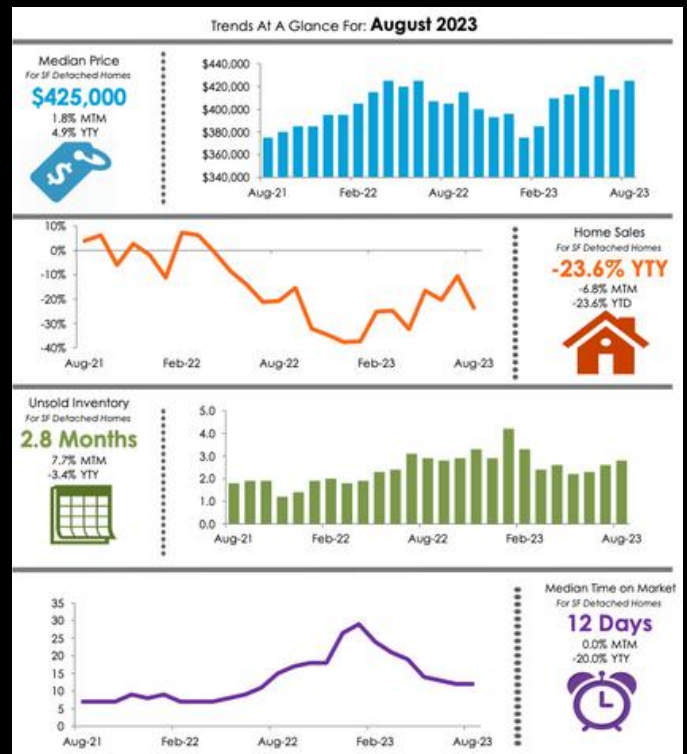 Trends At A Glance For: August 2023
Median Price
For SF Detached Homes
$425,000
1.8% MTM
4.9% YTY
$
$440,000
$420,000
$400,000
$380,000
$360,000
$340,000
Aug-21 Feb-22 Aug-22 Feb-23 Aug-23
10%
0%
-10%
-20%
-30%
-40%
Aug-21 Feb-22 Aug-22 Feb-23 Aug-23
Home Sales
For SF Detached Homes
-23.6% YTY
-6.8% MTM
-23.6% YTD
Unsold Inventory
For SF Detached Homes
2.8 Months
7.7% MTM
-3.4% YTY
5.0
4.0
3.0
2.0
1.0
0.0
Aug-21 Feb-22 Aug-22 Feb-23 Aug-23
35
30
25
20
15
10
5
0
Aug-21 Feb-22 Aug-22 Feb-23 Aug-23
Median Time on Market
For SF Detached Homes
12 Days
0.0% MTM
-20.0% YTY